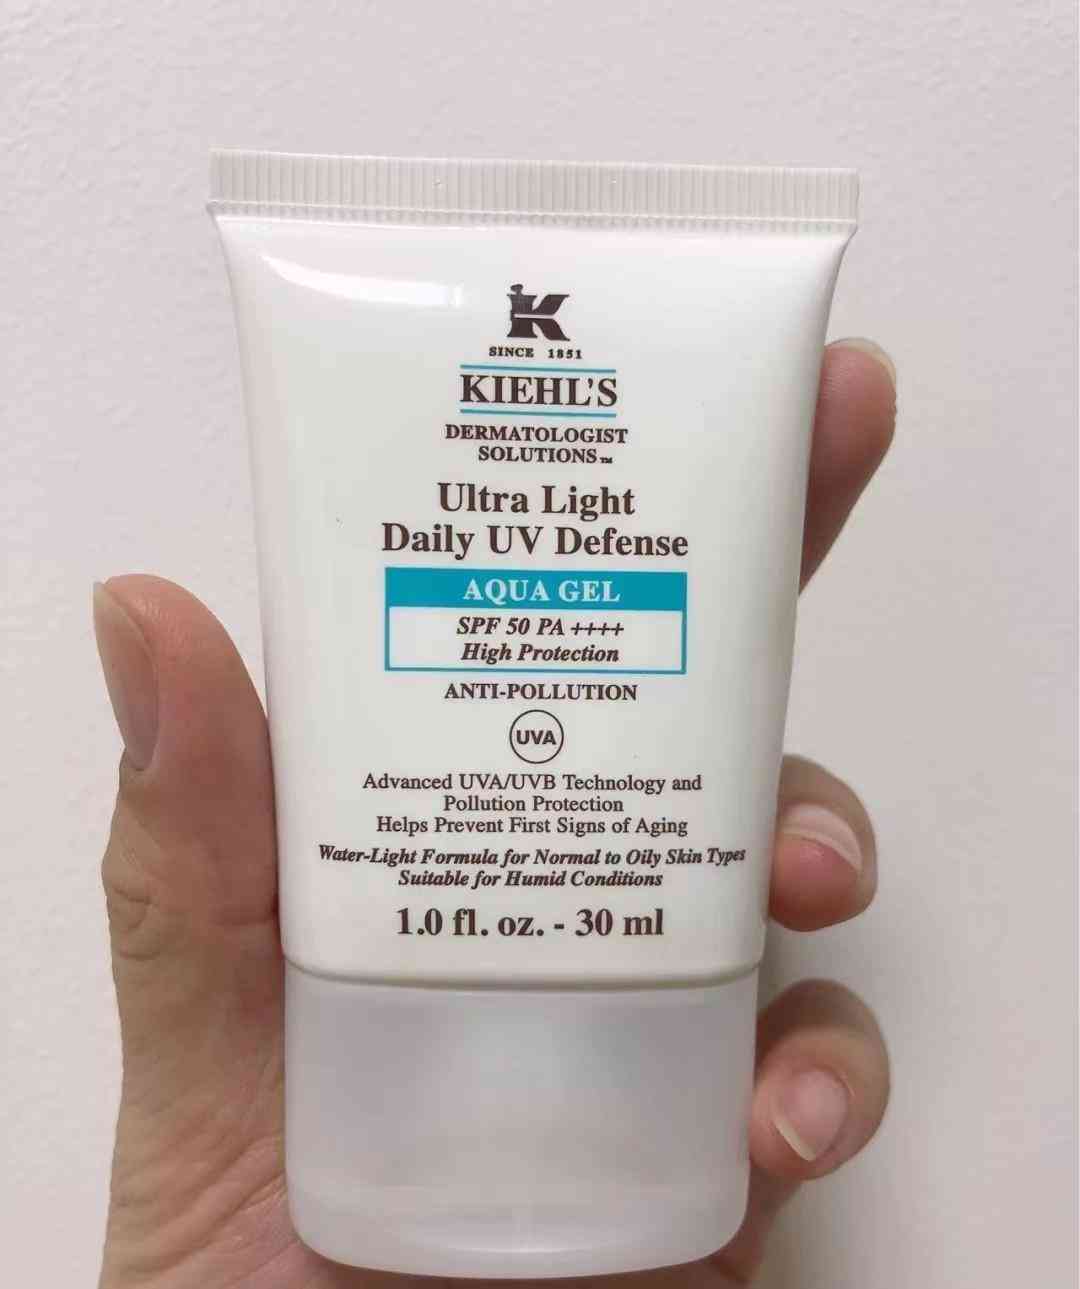 K
SINCE 1851
KIEHL'S
DERMATOLOGIST
SOLUTIONS™
Ultra Light
Daily UV Defense
AQUA GEL
SPF 50 PA ++++
High Protection
ANTI-POLLUTION
UVA
Advanced UVA/UVB Technology and
Pollution Protection
Helps Prevent First Signs of Aging
Water-Light Formula for Normal to Oily Skin Types
Suitable for Humid Conditions
1.0 fl. oz. - 30 ml